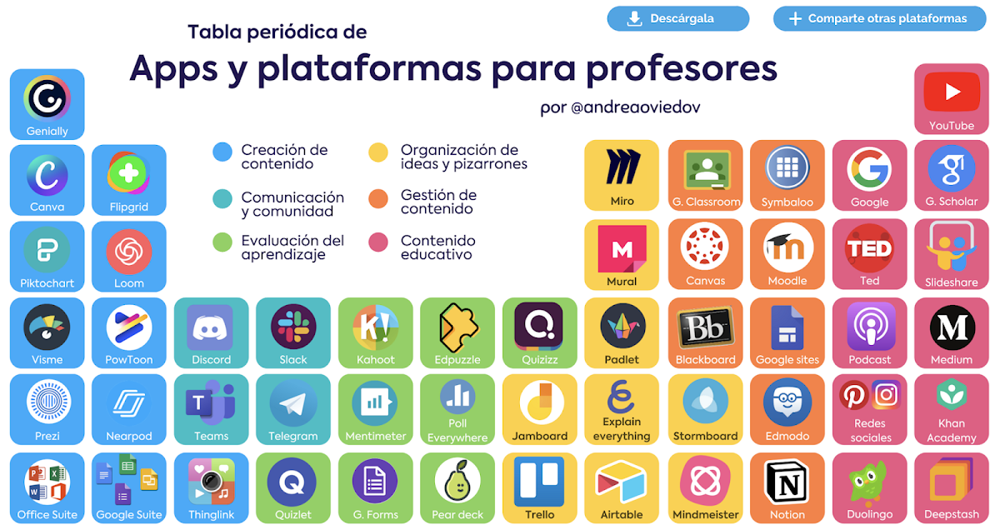 Descárgala
Comparte otras plataformas
Tabla periódica de
Apps y plataformas para profesores
por @andreaoviedov
Genially
YouTube
Creación de
contenido
Organización de
ideas y pizarrones
Comunicación
y comunidad
Gestión de
contenido
Evaluación del
aprendizaje
Contenido
educativo
Canva
Flipgrid
Miro
G. Classroom
Symbaloo
Google
G. Scholar
Piktochart
Loom
M
Mural
Canvas
m
Moodle
TED
Ted
Slideshare
Visme
PowToon
Discord
Slack
K!
Kahoot
Edpuzzle
Quizizz
Padlet
Bb
Blackboard
Google sites
Podcast
M
Medium
Prezi
Nearpod
T
Teams
Telegram
Mentimeter
Poll
Everywhere
Jamboard
Explain
everything
Stormboard
Edmodo
Redes
sociales
Khan
Academy
P
X
W
Office Suite
Google Suite
Thinglink
Q
Quizlet
G. Forms
Pear deck
Trello
Airtable
Mindmeister
N
Notion
Duolingo
Deepstash